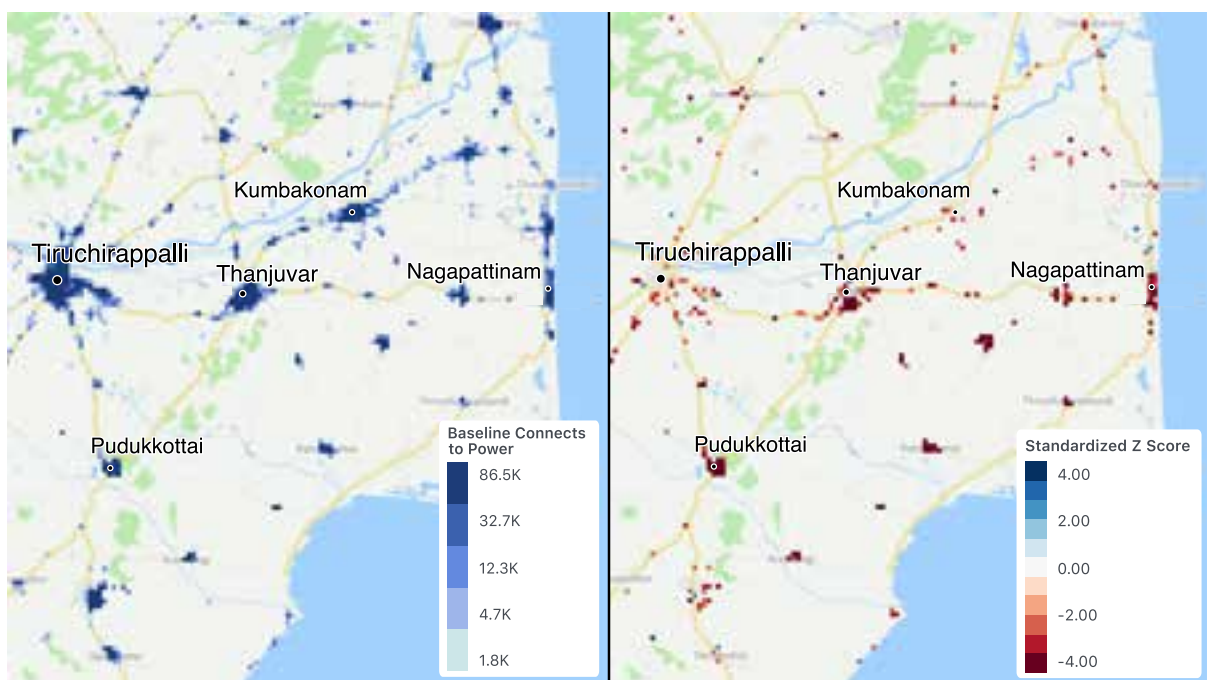 Kumbakonam
Tiruchirappalli
Thanjuvar
Nagapattinam
Pudukkottai
Baseline Connects
to Power
86.5K
32.7K
12.3K
4.7K
1.8K
Kumbakonam
Tiruchirappalli
Thanjuvar
Nagapattinam
Pudukkottai
Standardized Z Score
4.00
2.00
0.00
-2.00
-4.00